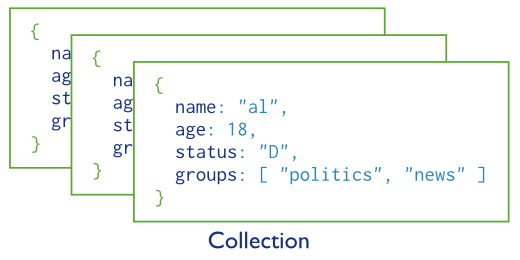 {
na
ag
st
gr
}
{
na
ag
st
gr
}
{
name: "al",
age: 18,
status: "D",
groups: [ "politics", "news" ]
}
Collection